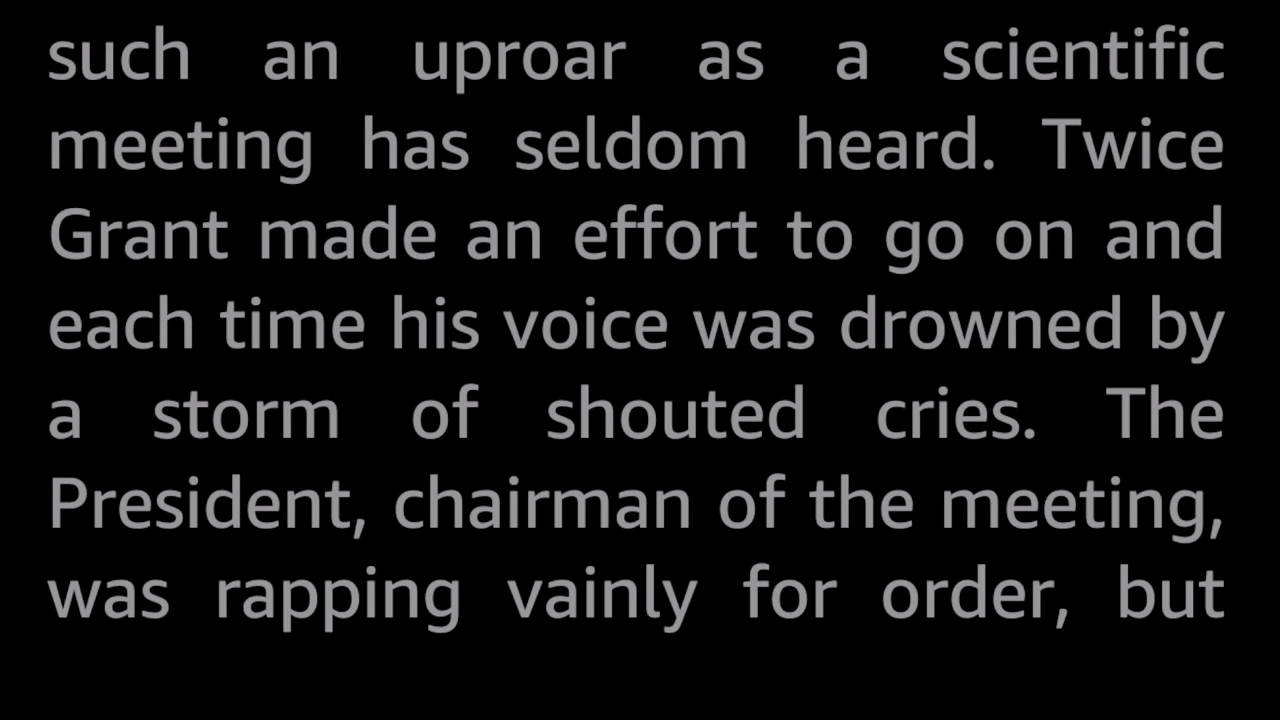 such an uproar as a scientific
meeting has seldom heard. Twice
Grant made an effort to go on and
each time his voice was drowned by
a storm of shouted cries. The
President, chairman of the meeting,
was rapping vainly for order, but